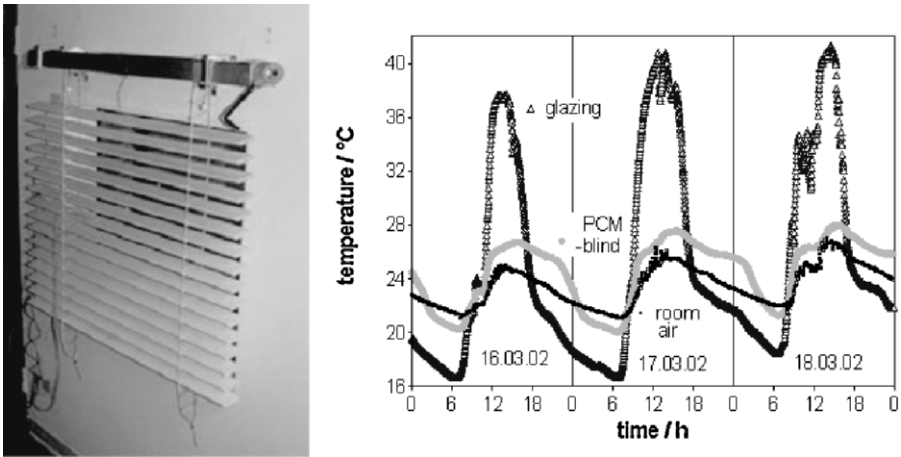 temperature / °C
40
36
32
28
24
20
16
glazing
PCM
-blind
room
air
16.03.02
17.03.02
18.03.02
0 6 12 18 0 6 12 18 0 6 12 18 0
time / h